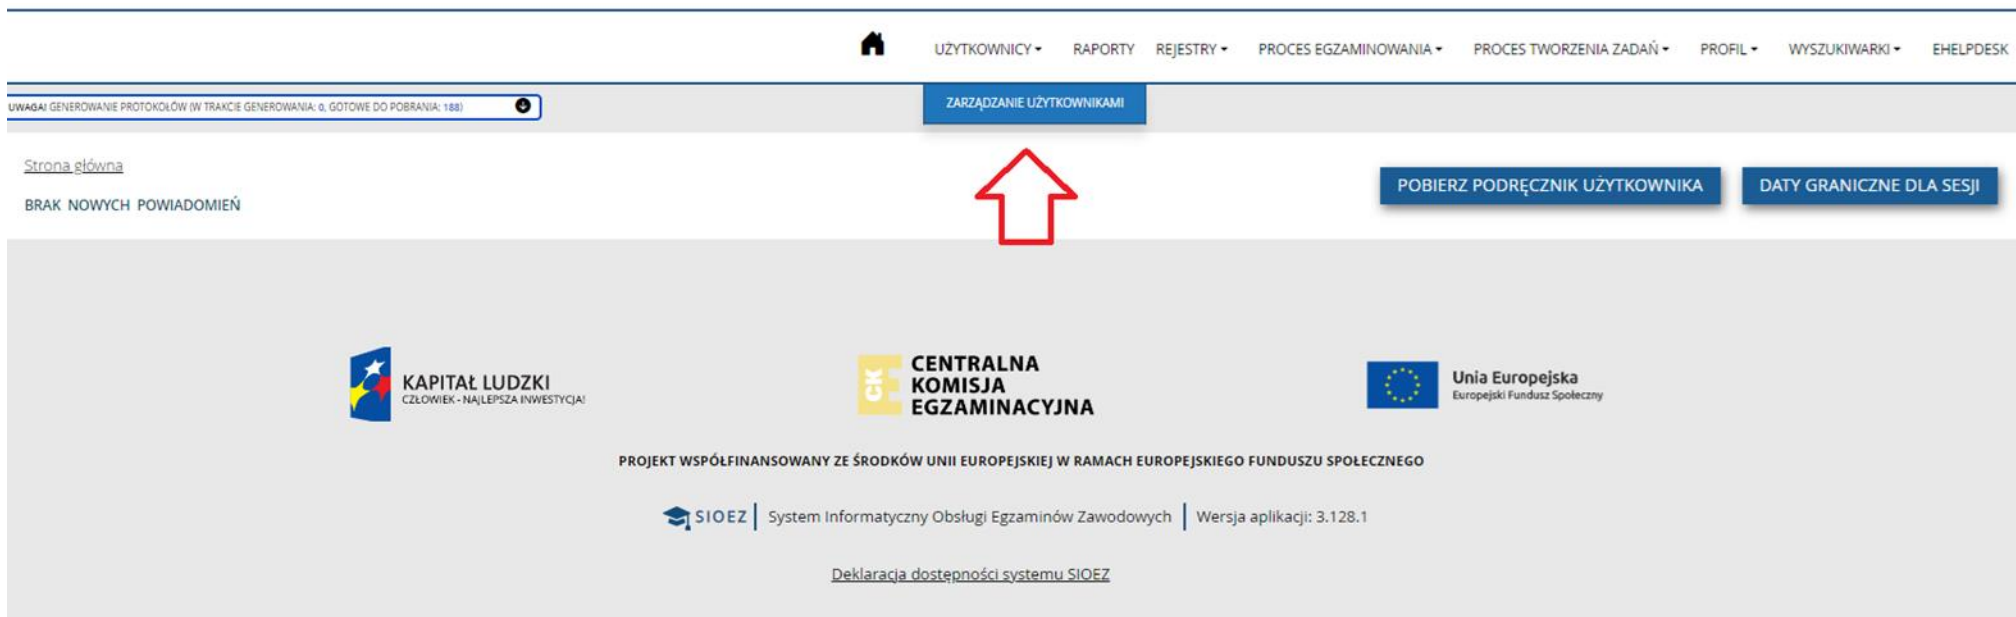 UŻYTKOWNICY RAPORTY REJESTRY PROCES EGZAMINOWANIA PROCES TWORZENIA ZADAŃ PROFIL WYSZUKIWARKI EHELPDESK
UWAGA! GENEROWANIE PROTOKOŁÓW (W TRAKCIE GENEROWANIA: 0, GOTOWE DO POBRANIA: 188)
ZARZĄDZANIE UŻYTKOWNIKAMI
Strona główna
BRAK NOWYCH POWIADOMIEŃ
POBIERZ PODRĘCZNIK UŻYTKOWNIKA
DATY GRANICZNE DLA SESJI
KAPITAŁ LUDZKI
CZŁOWIEK - NAJLEPSZA INWESTYCJA!
CKE
CENTRALNA
KOMISJA
EGZAMINACYJNA
Unia Europejska
Europejski Fundusz Społeczny
PROJEKT WSPÓŁFINANSOWANY ZE ŚRODKÓW UNII EUROPEJSKIEJ W RAMACH EUROPEJSKIEGO FUNDUSZU SPOŁECZNEGO
SIOEZ System Informatyczny Obsługi Egzaminów Zawodowych Wersja aplikacji: 3.128.1
Deklaracja dostępności systemu SIOEZ